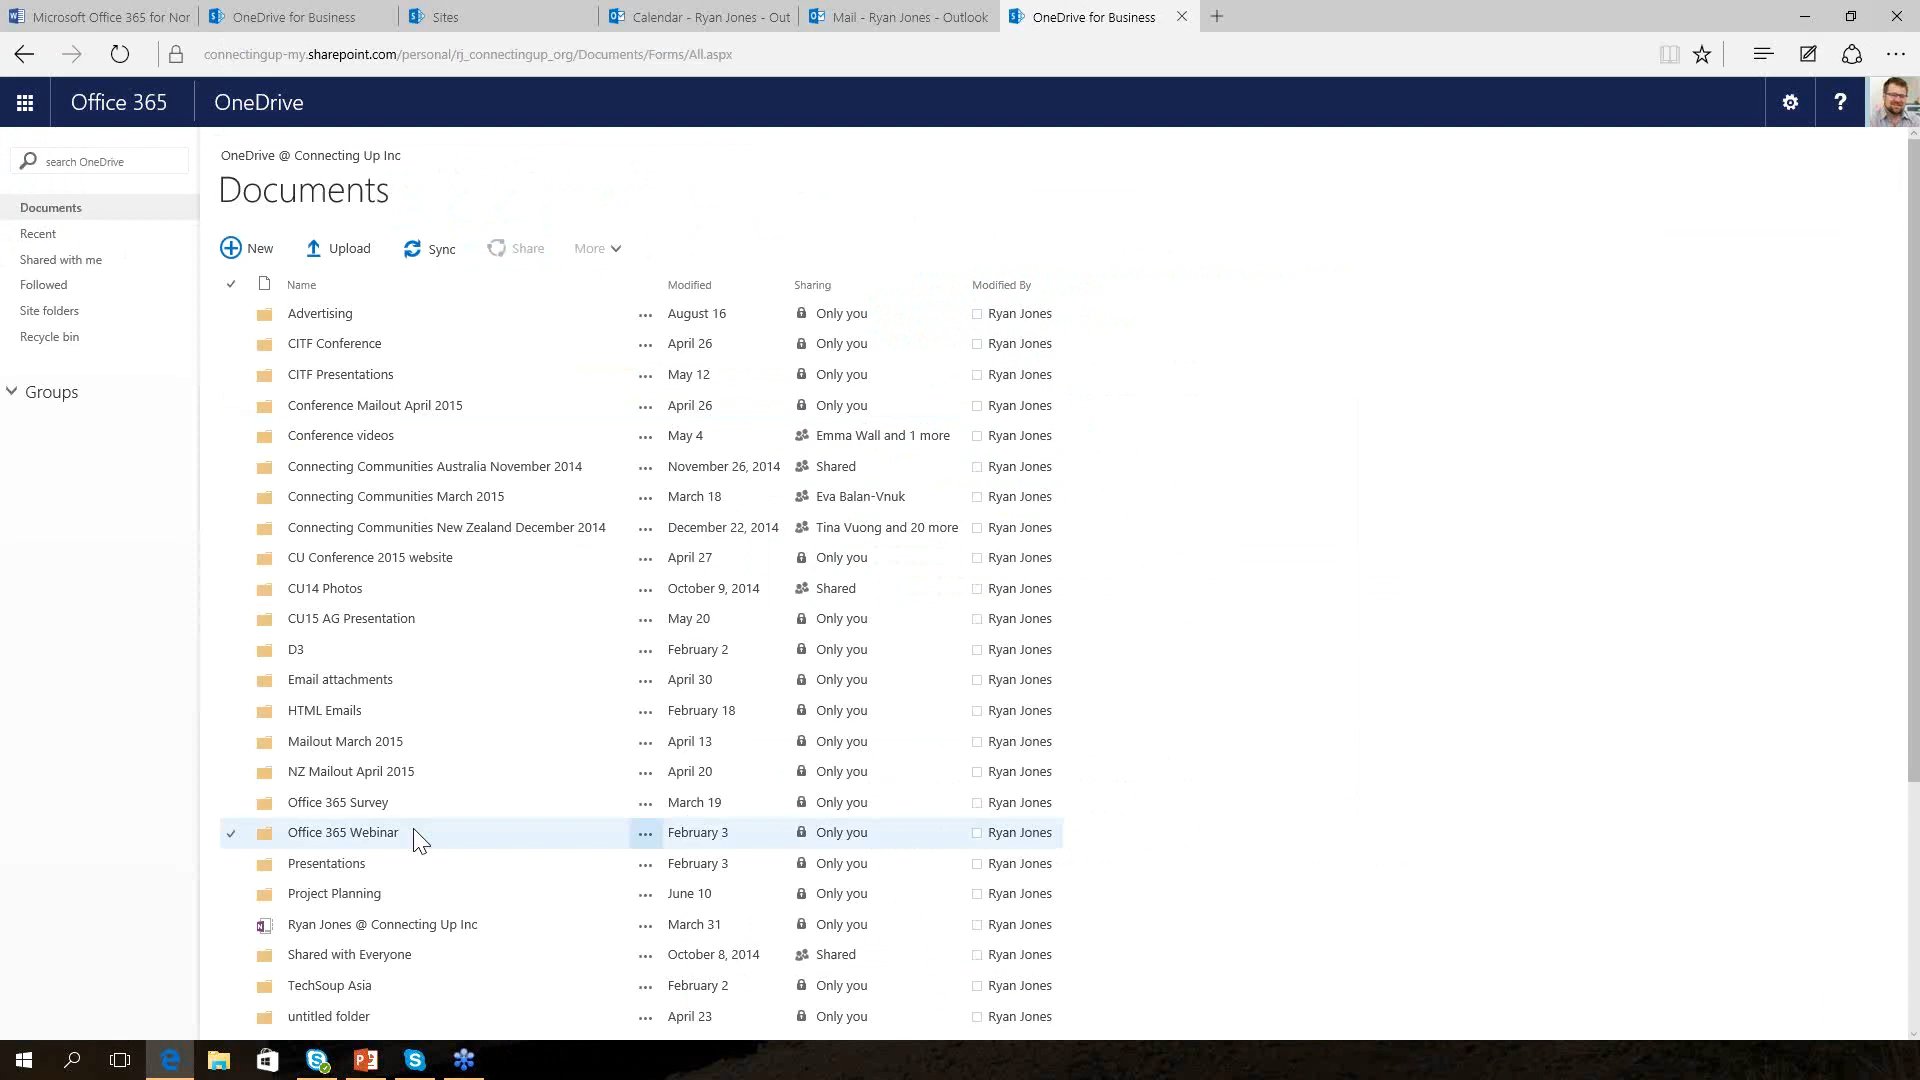 Microsoft Office 365 for Nor
OneDrive for Business
Sites
Calendar - Ryan Jones - Out
Mail - Ryan Jones - Outlook
OneDrive for Business
connectingup-my.sharepoint.com/personal/rj_connectingup_org/Documents/Forms/All.aspx
Office 365
OneDrive
?
search OneDrive
Documents
Recent
Shared with me
Followed
Site folders
Recycle bin
Groups
OneDrive @ Connecting Up Inc
Documents
New Upload Sync Share More
Name Modified Sharing Modified By
Advertising ... August 16 Only you Ryan Jones
CITF Conference ... April 26 Only you Ryan Jones
CITF Presentations ... May 12 Only you Ryan Jones
Conference Mailout April 2015 ... April 26 Only you Ryan Jones
Conference videos ... May 4 Emma Wall and 1 more Ryan Jones
Connecting Communities Australia November 2014 ... November 26, 2014 Shared Ryan Jones
Connecting Communities March 2015 ... March 18 Eva Balan-Vnuk Ryan Jones
Connecting Communities New Zealand December 2014 ... December 22, 2014 Tina Vuong and 20 more Ryan Jones
CU Conference 2015 website ... April 27 Only you Ryan Jones
CU14 Photos ... October 9, 2014 Shared Ryan Jones
CU15 AG Presentation ... May 20 Only you Ryan Jones
D3 ... February 2 Only you Ryan Jones
Email attachments ... April 30 Only you Ryan Jones
HTML Emails ... February 18 Only you Ryan Jones
Mailout March 2015 ... April 13 Only you Ryan Jones
NZ Mailout April 2015 ... April 20 Only you Ryan Jones
Office 365 Survey ... March 19 Only you Ryan Jones
Office 365 Webinar ... February 3 Only you Ryan Jones
Presentations ... February 3 Only you Ryan Jones
Project Planning ... June 10 Only you Ryan Jones
Ryan Jones @ Connecting Up Inc ... March 31 Only you Ryan Jones
Shared with Everyone ... October 8, 2014 Shared Ryan Jones
TechSoup Asia ... February 2 Only you Ryan Jones
untitled folder ... April 23 Only you Ryan Jones